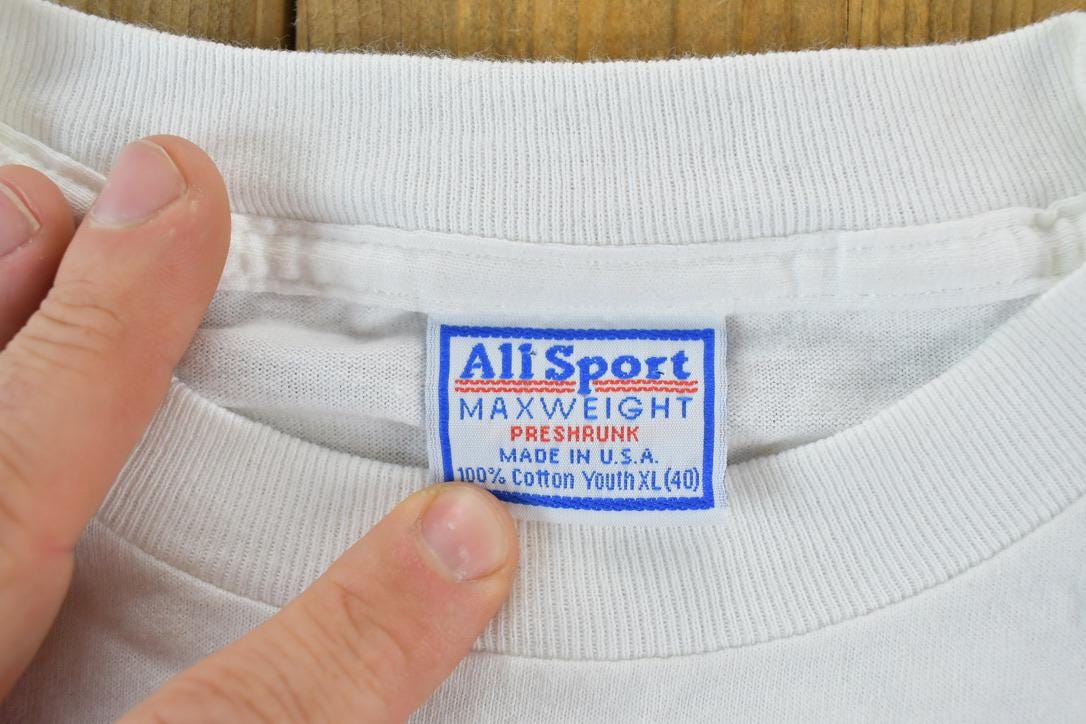 All Sport
MAXWEIGHT
PRESHRUNK
MADE IN U.S.A.
100% Cotton Youth XL (40)